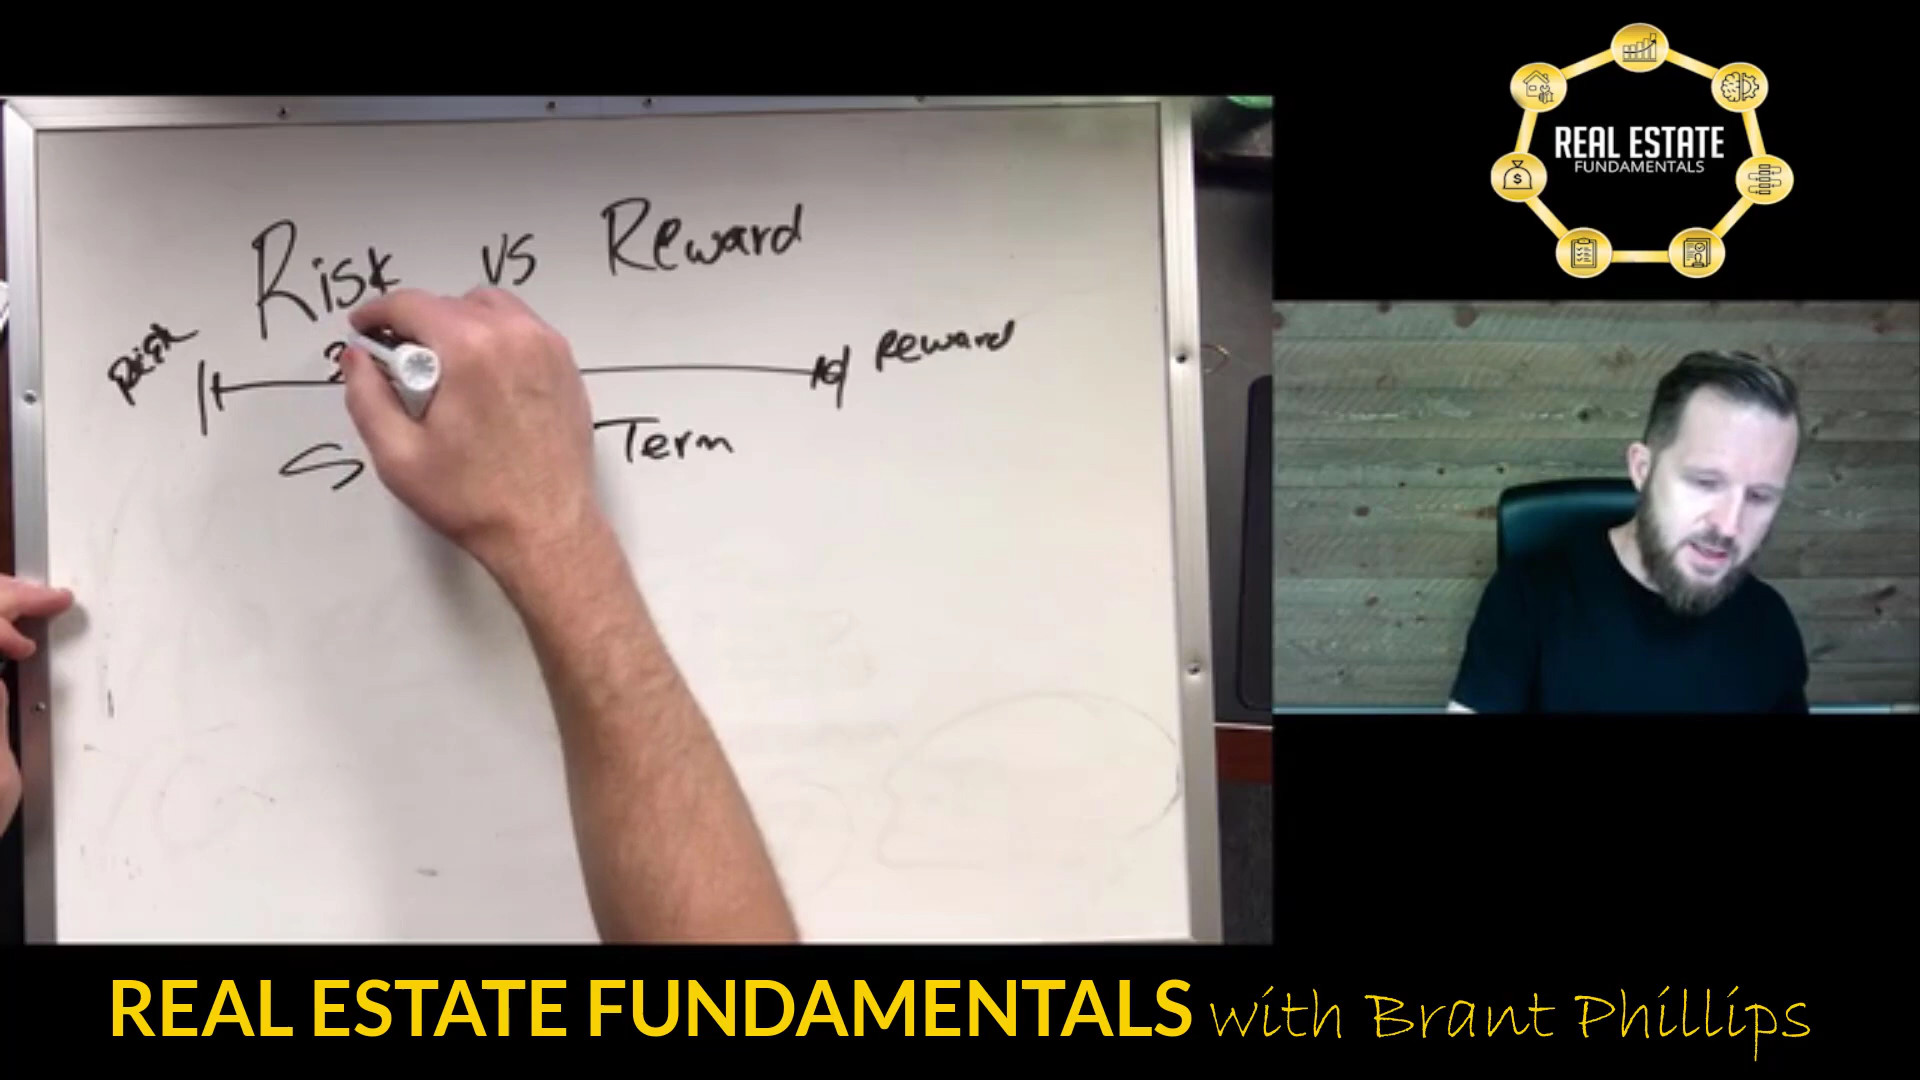 REAL ESTATE
FUNDAMENTALS
Risk vs Reward
Risk
Reward
S
Term
REAL ESTATE FUNDAMENTALS with Brant Phillips